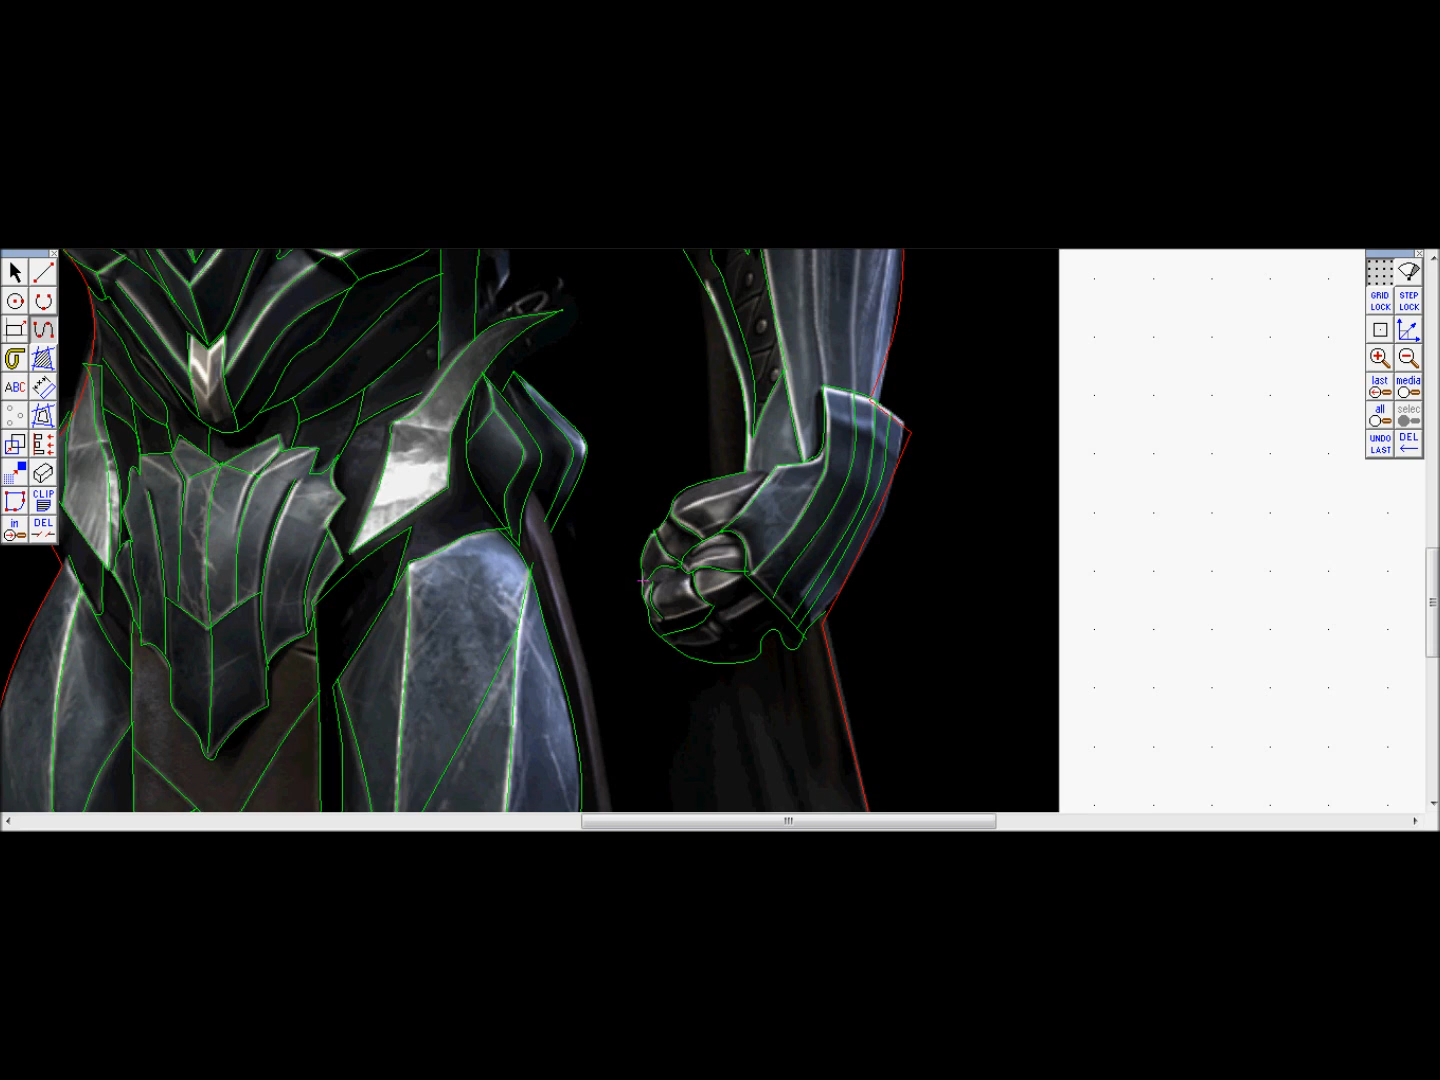 ABC
CLIP
in
DEL
GRID
LOCK
STEP
LOCK
last
media
all
selec
UNDO
LAST
DEL